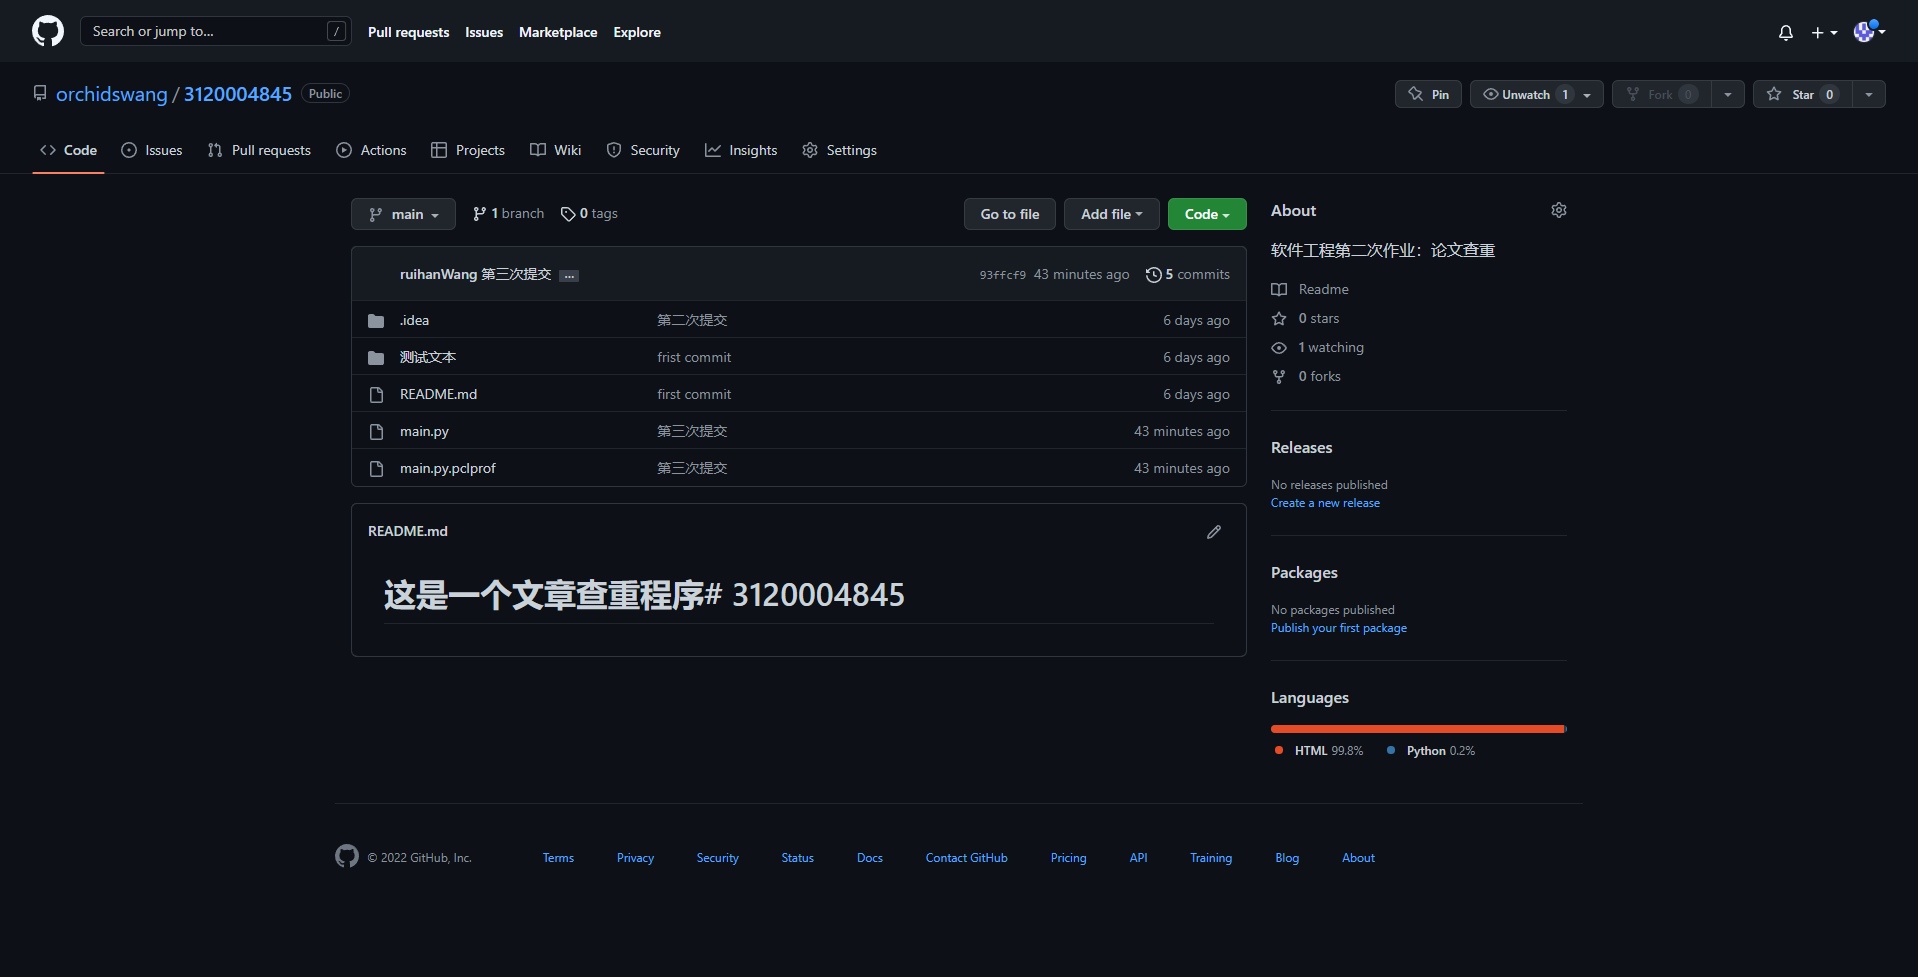 Search or jump to... /
Pull requests Issues Marketplace Explore
orchidswang / 3120004845 Public
Pin Unwatch 1 Fork 0 Star 0
Code Issues Pull requests Actions Projects Wiki Security Insights Settings
main 1 branch 0 tags Go to file Add file Code
ruihanWang 第三次提交 ... 93ffcf9 43 minutes ago 5 commits
.idea 第二次提交 6 days ago
测试文本 frist commit 6 days ago
README.md first commit 6 days ago
main.py 第三次提交 43 minutes ago
main.py.pclprof 第三次提交 43 minutes ago
README.md
这是一个文章查重程序# 3120004845
About
软件工程第二次作业：论文查重
Readme
0 stars
1 watching
0 forks
Releases
No releases published
Create a new release
Packages
No packages published
Publish your first package
Languages
HTML 99.8% Python 0.2%
© 2022 GitHub, Inc. Terms Privacy Security Status Docs Contact GitHub Pricing API Training Blog About